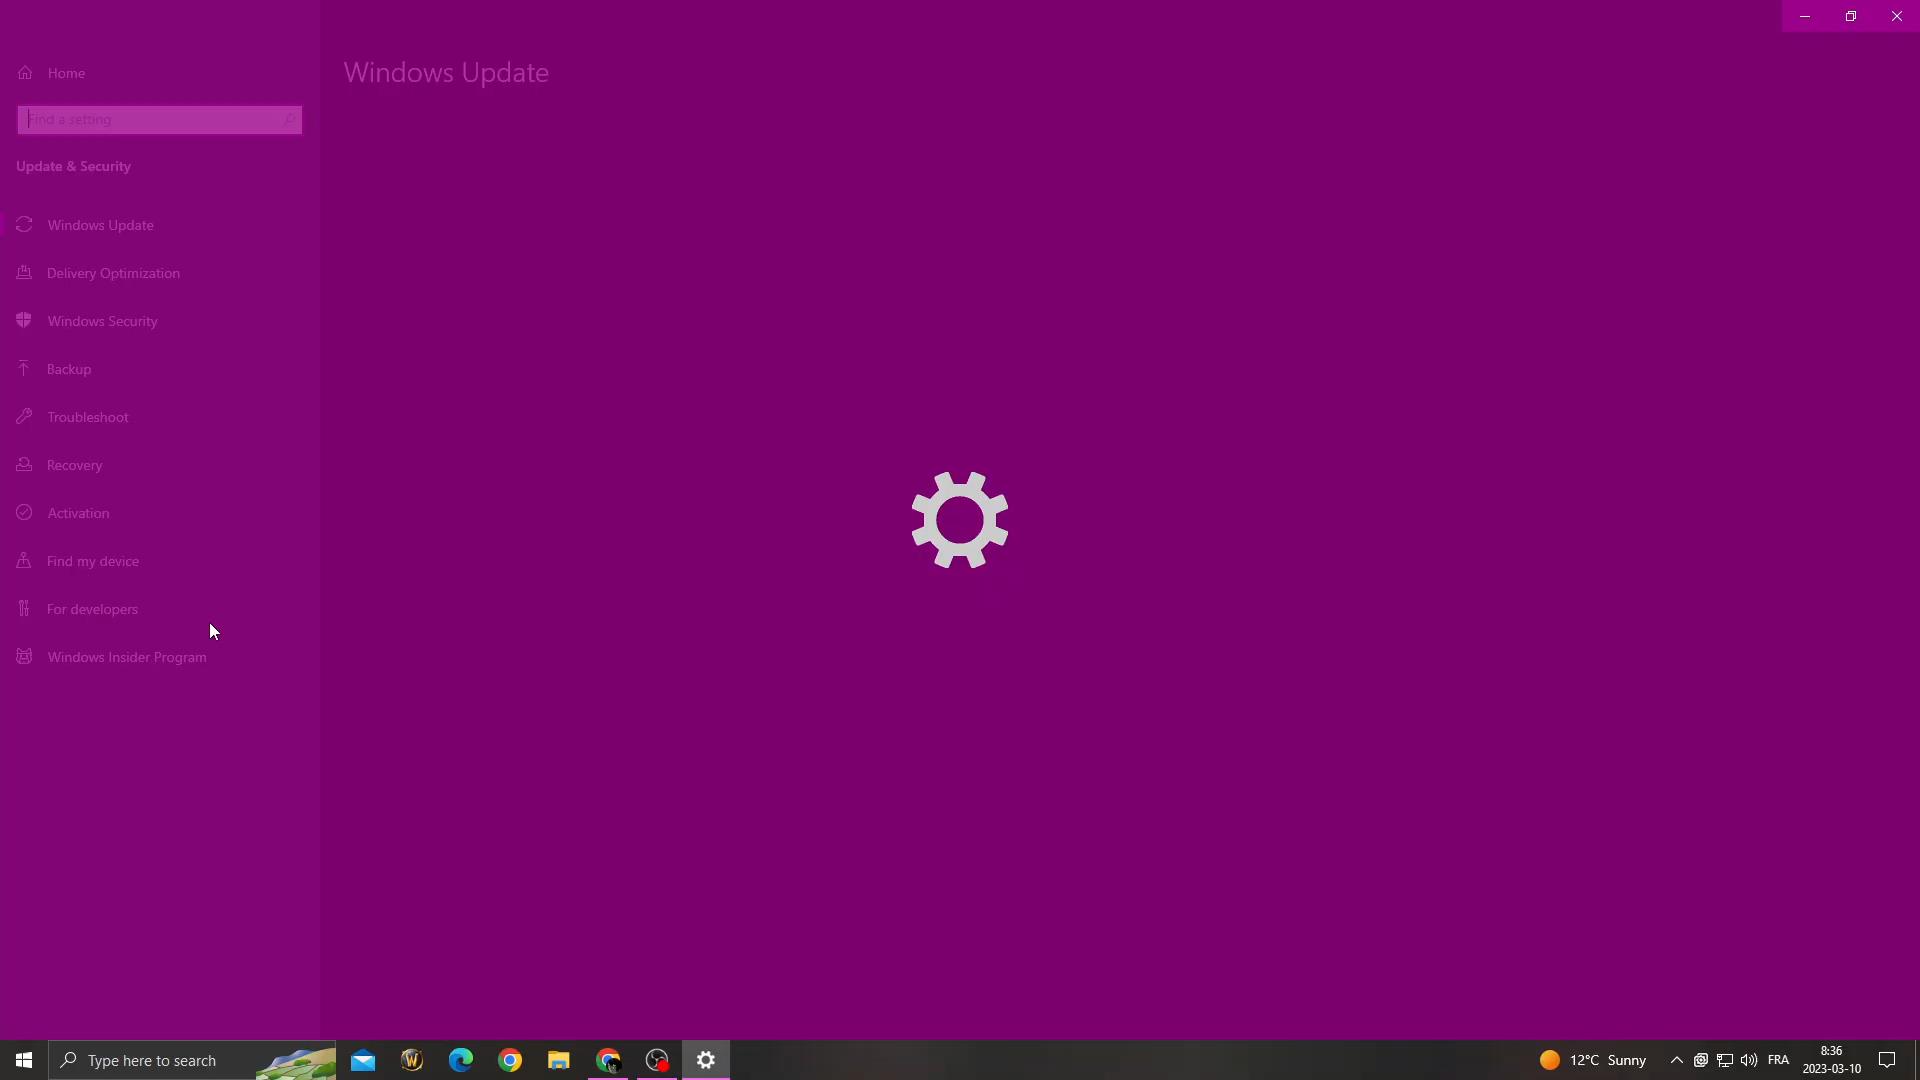 Home
Windows Update
Find a setting
Update & Security
Windows Update
Delivery Optimization
Windows Security
Backup
Troubleshoot
Recovery
Activation
Find my device
For developers
Windows Insider Program
Type here to search
12°C Sunny
FRA
8:36
2023-03-10